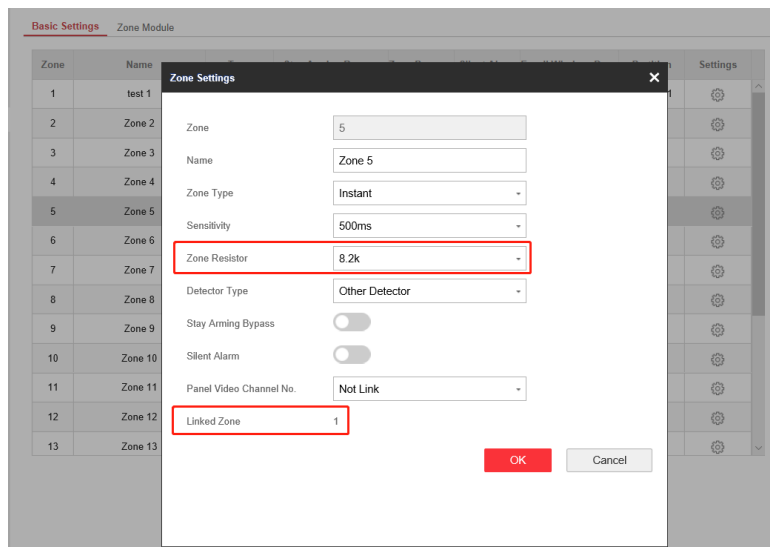 Basic Settings Zone Module
Zone Name Settings
Zone Settings
1 test 1 1
2 Zone 2
Zone 5
3 Zone 3
Name Zone 5
4 Zone 4
Zone Type Instant
5 Zone 5
Sensitivity 500ms
6 Zone 6
Zone Resistor 8.2k
7 Zone 7
Detector Type Other Detector
8 Zone 8
9 Zone 9
Stay Arming Bypass
10 Zone 10
Silent Alarm
11 Zone 11
Panel Video Channel No. Not Link
12 Zone 12
Linked Zone 1
13 Zone 13
OK Cancel